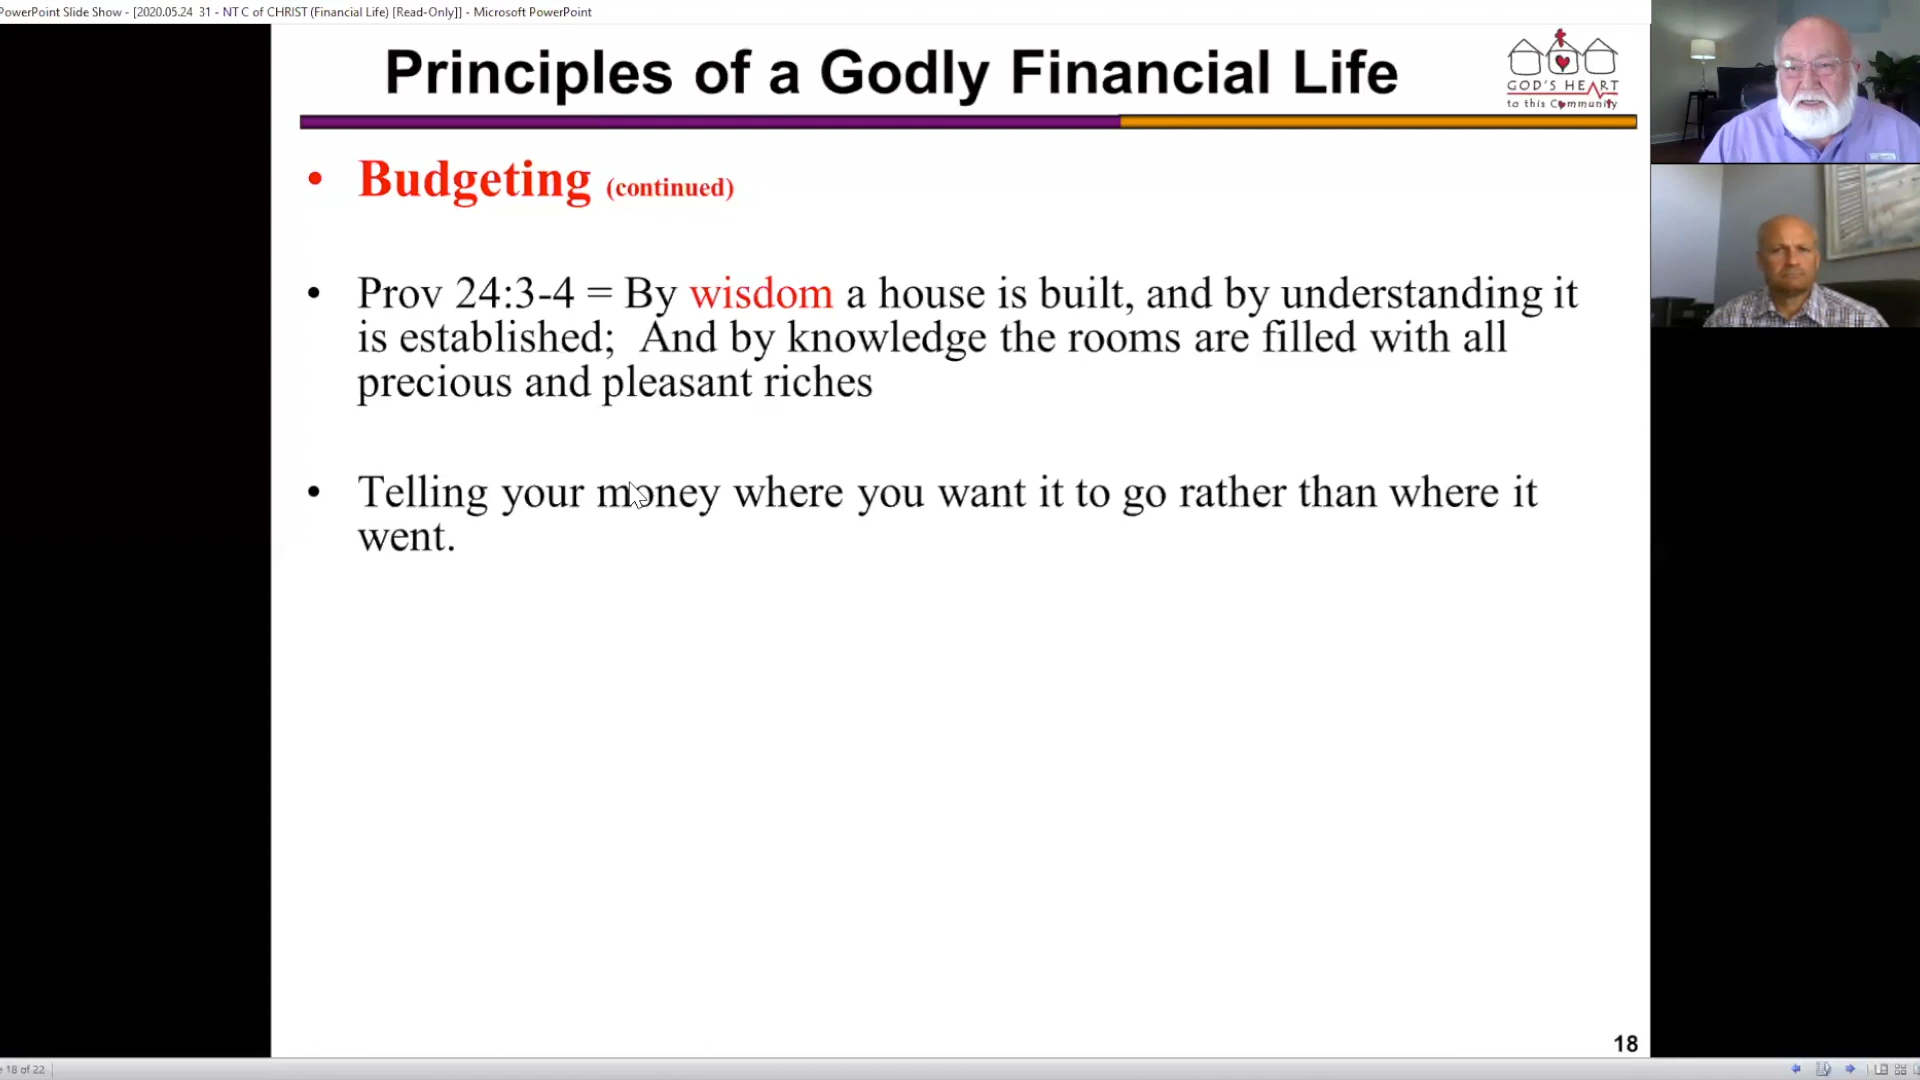 PowerPoint Slide Show - [2020.05.24 31 - NT C of CHRIST (Financial Life) [Read-Only]] - Microsoft PowerPoint
Principles of a Godly Financial Life
GOD'S HEART
to this Community
• Budgeting (continued)
• Prov 24:3-4 = By wisdom a house is built, and by understanding it
is established; And by knowledge the rooms are filled with all
precious and pleasant riches
• Telling your money where you want it to go rather than where it
went.
18
18 of 22